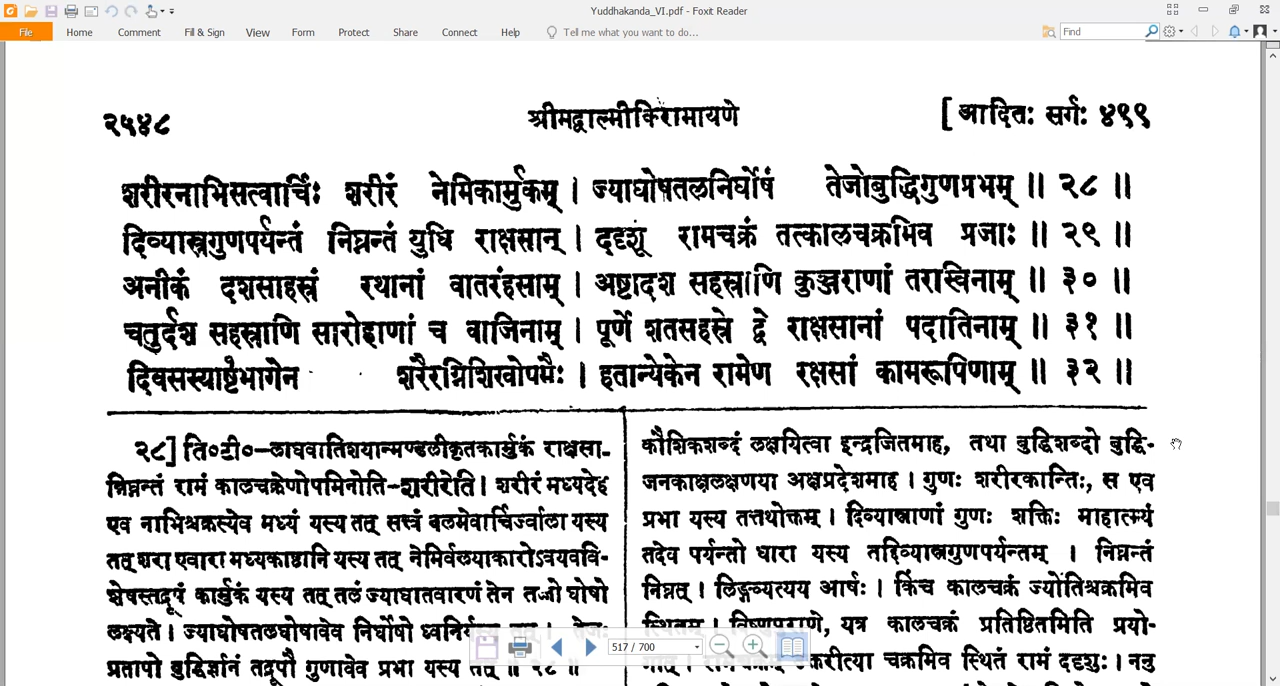 Yuddhakanda_VI.pdf - Foxit Reader
File Home Comment Fill & Sign View Form Protect Share Connect Help Tell me what you want to do... Find
२५४८ श्रीमद्वाल्मीकिरामायणे [ आदितः सर्गः ४९९
शरीरनाभिसत्वार्चिः शरीरं नेमिकार्मुकम् । ज्याघोषतलनिर्घोषं तेजोबुद्धिगुणप्रभम् ॥ २८ ॥
दिव्यास्त्रगुणपर्यन्तं निघ्नन्तं युधि राक्षसान् । ददृशू रामचक्रं तत्कालचक्रमिव प्रजाः ॥ २९ ॥
अनीकं दशसाहस्रं रथानां वातरंहसाम् । अष्टादश सहस्राणि कुञ्जराणां तरास्विनाम् ॥ ३० ॥
चतुर्दश सहस्राणि सारोहाणां च वाजिनाम् । पूर्णे शतसहस्रे द्वे राक्षसानां पदातिनाम् ॥ ३१ ॥
दिवसस्याष्टभागेन शरैरग्निशिखोपमैः । हतान्येकेन रामेण रक्षसां कामरूपिणाम् ॥ ३२ ॥
२८] ति०टी०-लाघवातिशयान्मण्डलीकृतकार्मुकं राक्षसा-
न्निघ्नन्तं रामं कालचक्रेणोपमिनोति-शरीरेति । शरीरं मध्यदेह
एव नाभिश्चक्रस्येव मध्यं यस्य तत् सत्त्वं बलमेवार्चिर्ज्वाला यस्य
तत् शरा एवारा मध्यकाष्ठानि यस्य तत् नेमिर्वलयाकारोऽवयववि-
शेषस्तद्रूपं कार्मुकं यस्य तत् तलं ज्याघातवारणं तेन तज्जो घोषो
लक्ष्यते । ज्याघोषतलघोषावेव निर्घोषो तेजः
प्रतापो बुद्धिर्ज्ञानं तद्रूपौ गुणावेव प्रभा यस्य तत् ॥ २८ ॥
कौशिकशब्दं लक्षयित्वा इन्द्रजितमाह, तथा बुद्धिशब्दो बुद्धि-
जनकाक्षलक्षणया अक्षप्रदेशमाह । गुणः शरीरकान्तिः, स एव
प्रभा यस्य तत्तथोक्तम् । दिव्यास्त्राणां गुणः शक्तिः माहात्म्यं
तदेव पर्यन्तो धारा यस्य तद्दिव्यास्त्रगुणपर्यन्तम् । निघ्नन्तं
निघ्नत् । लिङ्गव्यत्यय आर्षः । किंच कालचक्रं ज्योतिश्चक्रमिव
स्थितम् । विष्णुपुराणे, यत्र कालचक्रं प्रतिष्ठितमिति प्रयो-
चक्रमिव स्थितं रामं ददृशुः । ननु
517 / 700